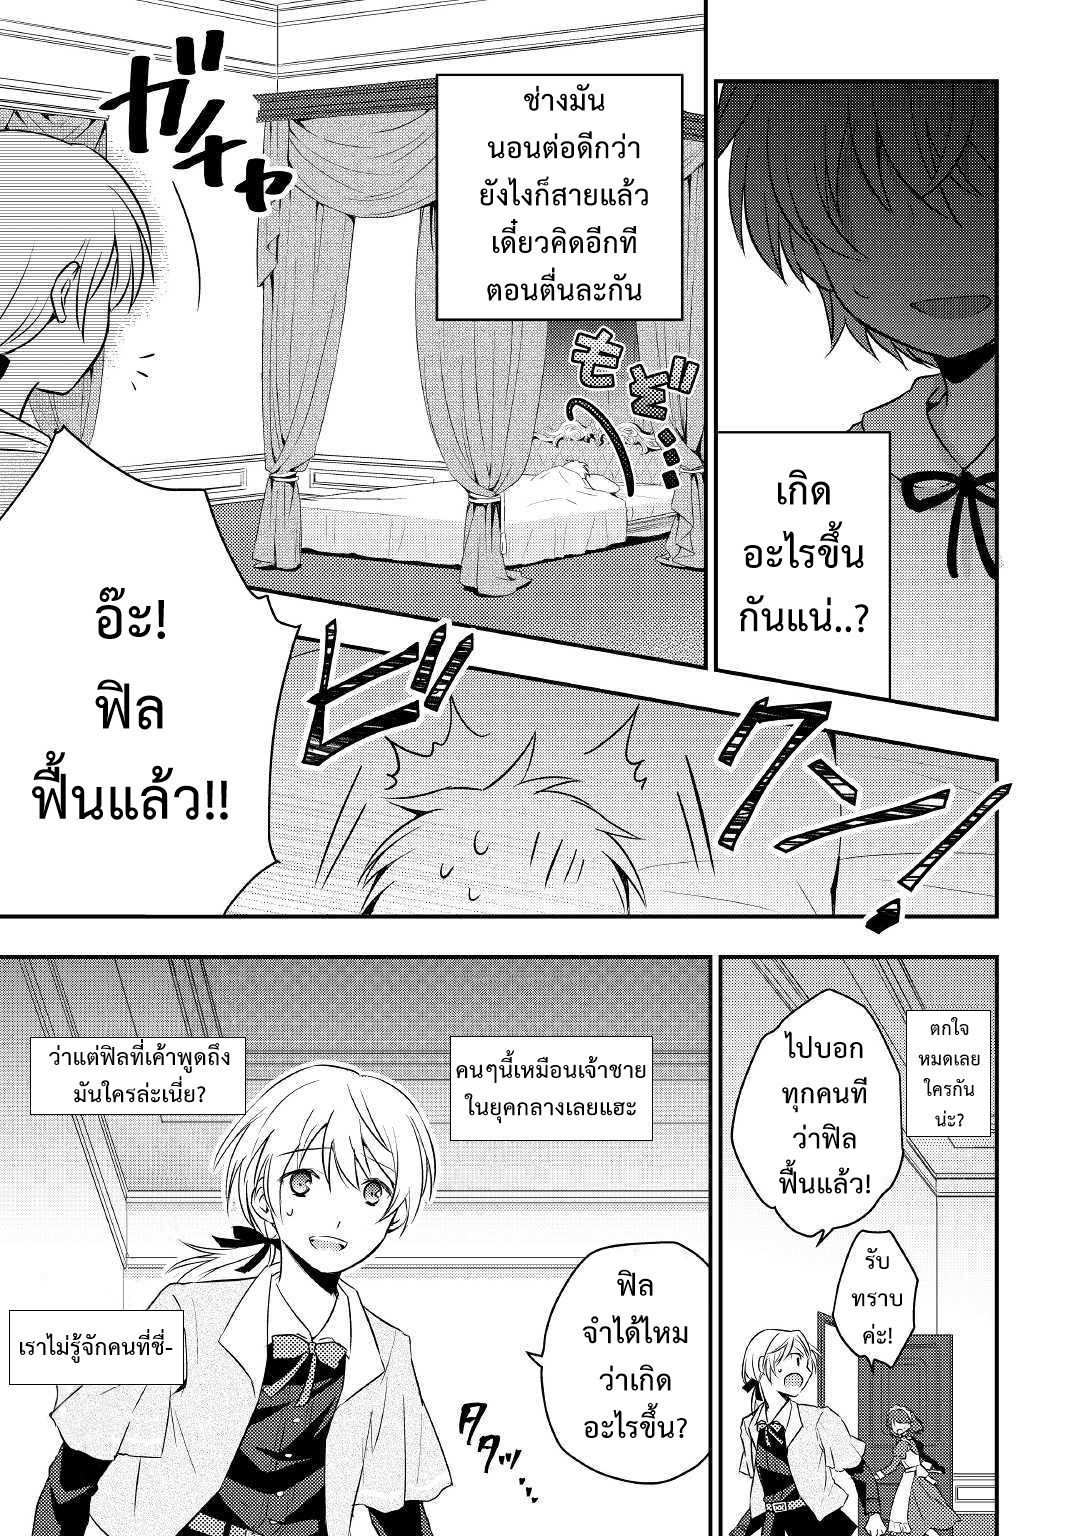 เกิด
อะไรขึ้น
กันแน่..?
ช่างมัน
นอนต่อดีกว่า
ยังไงก็สายแล้ว
เดี๋ยวคิดอีกที
ตอนตื่นละกัน
もぞ…
ガチャ
อ๊ะ!
ฟิล
ฟื้นแล้ว!!
ビグッ
ตกใจ
หมดเลย
ใครกัน
น่ะ?
ไปบอก
ทุกคนที
ว่าฟิล
ฟื้นแล้ว!
รับ
ทราบ
ค่ะ!
คนๆนี้เหมือนเจ้าชาย
ในยุคกลางเลยแฮะ
ว่าแต่ฟิลที่เค้าพูดถึง
มันใครล่ะเนี่ย?
ฟิล
จำได้ไหม
ว่าเกิด
อะไรขึ้น?
タタッ…
เราไม่รู้จักคนที่ชื่-